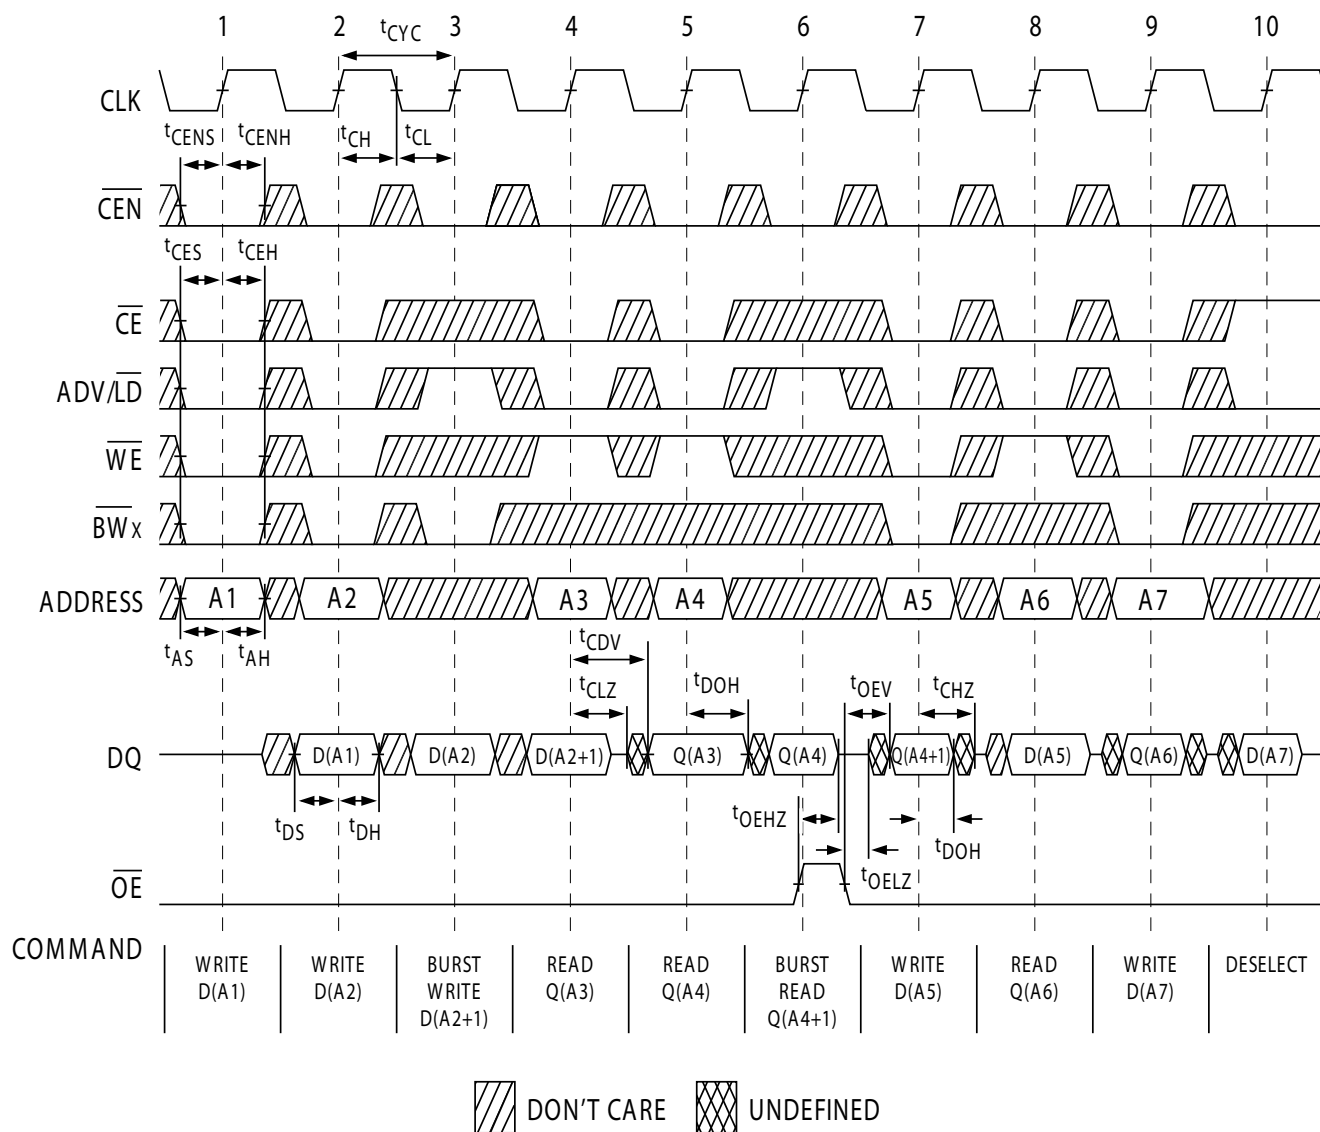 1 2 3 4 5 6 7 8 9 10
tCYC
CLK
tCENS tCENH tCH tCL
CEN
tCES tCEH
CE
ADV/LD
WE
BWx
ADDRESS A1 A2 A3 A4 A5 A6 A7
tAS tAH tCDV
tCLZ tDOH tOEV tCHZ
DQ D(A1) D(A2) D(A2+1) Q(A3) Q(A4) Q(A4+1) D(A5) Q(A6) D(A7)
tDS tDH tOEHZ tDOH
tOELZ
OE
COMMAND
WRITE D(A1)
WRITE D(A2)
BURST WRITE D(A2+1)
READ Q(A3)
READ Q(A4)
BURST READ Q(A4+1)
WRITE D(A5)
READ Q(A6)
WRITE D(A7)
DESELECT
DON'T CARE UNDEFINED